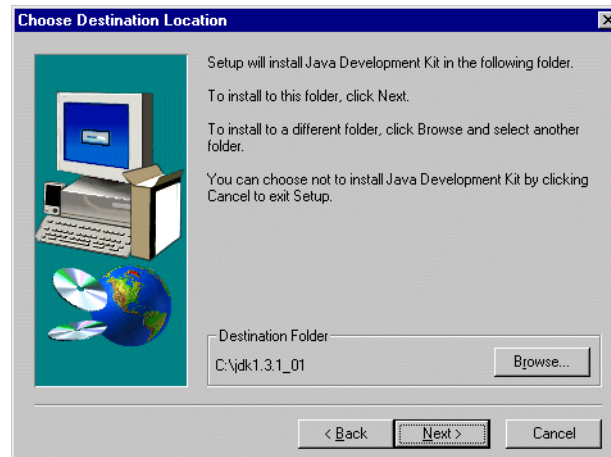 Choose Destination Location
Setup will install Java Development Kit in the following folder.
To install to this folder, click Next.
To install to a different folder, click Browse and select another
folder.
You can choose not to install Java Development Kit by clicking
Cancel to exit Setup.
Destination Folder
C:\jdk1.3.1_01
Browse...
< Back
Next >
Cancel